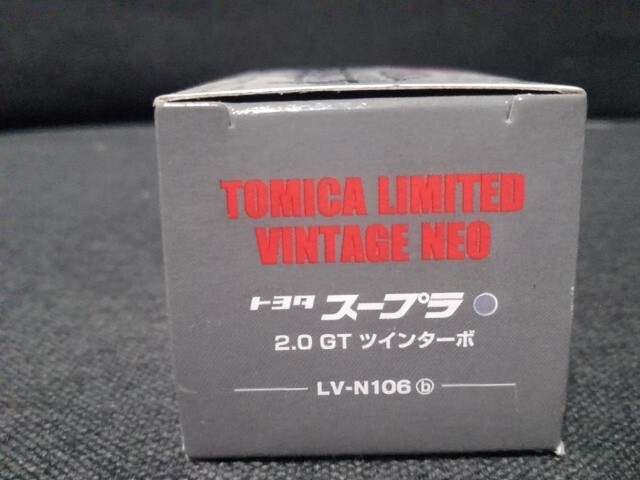 TOMICA LIMITED
VINTAGE NEO
トヨタ スープラ
2.0 GT ツインターボ
LV-N106 ⓑ